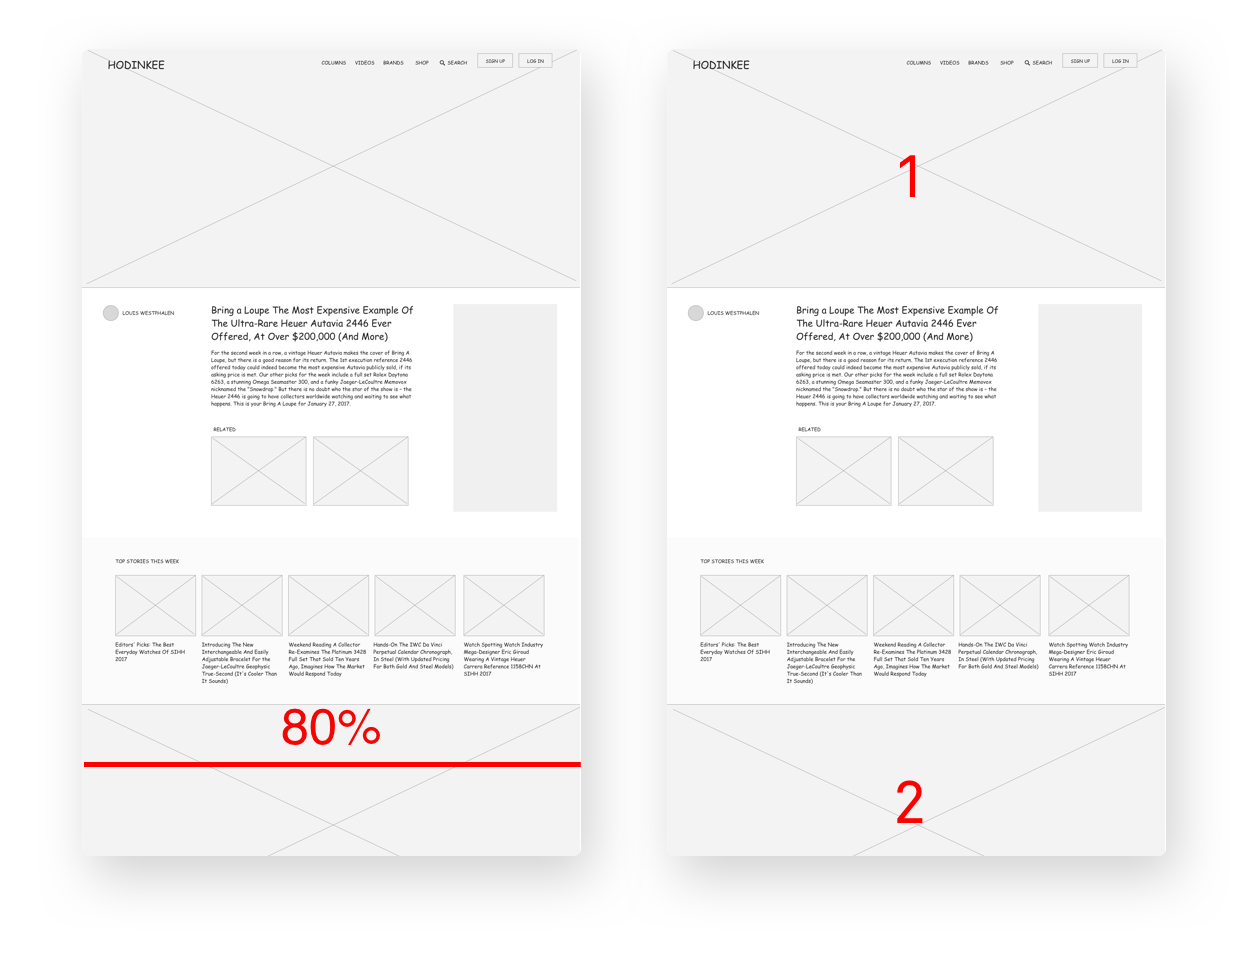 HODINKEE
COLUMNS VIDEOS BRANDS SHOP SEARCH SIGN UP LOG IN
LOUIS WESTPHALEN
Bring a Loupe The Most Expensive Example Of
The Ultra-Rare Heuer Autavia 2446 Ever
Offered, At Over $200,000 (And More)
For the second week in a row, a vintage Heuer Autavia makes the cover of Bring A
Loupe, but there is a good reason for its return. The 1st execution reference 2446
offered today could indeed become the most expensive Autavia publicly sold, if its
asking price is met. Our other picks for the week include a full set Rolex Daytona
6263, a stunning Omega Seamaster 300, and a funky Jaeger-LeCoultre Memovox
nicknamed the "Snowdrop." But there is no doubt who the star of the show is – the
Heuer 2446 is going to have collectors worldwide watching and waiting to see what
happens. This is your Bring A Loupe for January 27, 2017.
RELATED
TOP STORIES THIS WEEK
Editors' Picks: The Best
Everyday Watches Of SIHH
2017
Introducing The New
Interchangeable And Easily
Adjustable Bracelet For the
Jaeger-LeCoultre Geophysic
True-Second (It's Cooler Than
It Sounds)
Weekend Reading A Collector
Re-Examines The Platinum 3428
Full Set That Sold Ten Years
Ago, Imagines How The Market
Would Respond Today
Hands-On The IWC Da Vinci
Perpetual Calendar Chronograph,
In Steel (With Updated Pricing
For Both Gold And Steel Models)
Watch Spotting Watch Industry
Mega-Designer Eric Giroud
Wearing A Vintage Heuer
Carrera Reference 1158CHN At
SIHH 2017
80%
HODINKEE
COLUMNS VIDEOS BRANDS SHOP SEARCH SIGN UP LOG IN
1
LOUIS WESTPHALEN
Bring a Loupe The Most Expensive Example Of
The Ultra-Rare Heuer Autavia 2446 Ever
Offered, At Over $200,000 (And More)
For the second week in a row, a vintage Heuer Autavia makes the cover of Bring A
Loupe, but there is a good reason for its return. The 1st execution reference 2446
offered today could indeed become the most expensive Autavia publicly sold, if its
asking price is met. Our other picks for the week include a full set Rolex Daytona
6263, a stunning Omega Seamaster 300, and a funky Jaeger-LeCoultre Memovox
nicknamed the "Snowdrop." But there is no doubt who the star of the show is – the
Heuer 2446 is going to have collectors worldwide watching and waiting to see what
happens. This is your Bring A Loupe for January 27, 2017.
RELATED
TOP STORIES THIS WEEK
Editors' Picks: The Best
Everyday Watches Of SIHH
2017
Introducing The New
Interchangeable And Easily
Adjustable Bracelet For the
Jaeger-LeCoultre Geophysic
True-Second (It's Cooler Than
It Sounds)
Weekend Reading A Collector
Re-Examines The Platinum 3428
Full Set That Sold Ten Years
Ago, Imagines How The Market
Would Respond Today
Hands-On The IWC Da Vinci
Perpetual Calendar Chronograph,
In Steel (With Updated Pricing
For Both Gold And Steel Models)
Watch Spotting Watch Industry
Mega-Designer Eric Giroud
Wearing A Vintage Heuer
Carrera Reference 1158CHN At
SIHH 2017
2